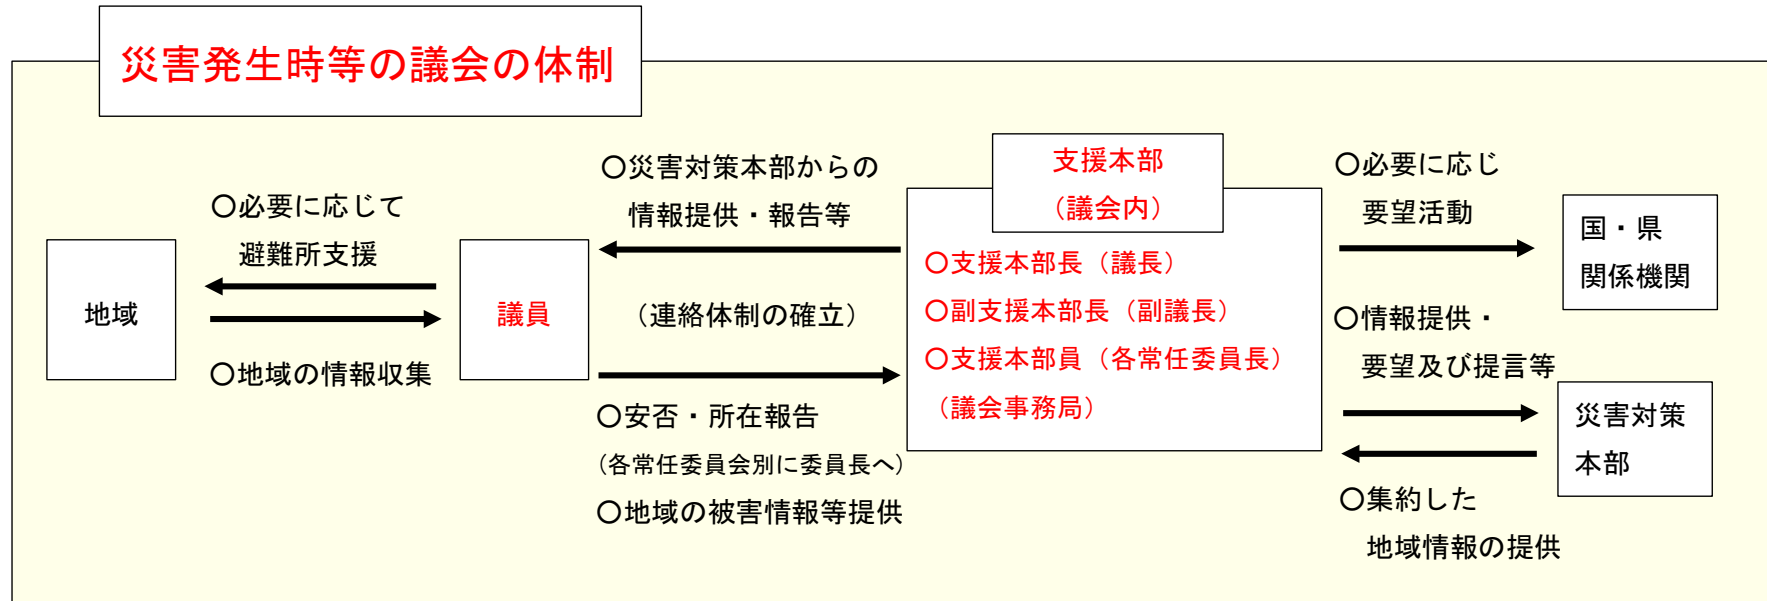 災害発生時等の議会の体制
地域
〇必要に応じて
避難所支援
〇地域の情報収集
議員
〇災害対策本部からの
情報提供・報告等
（連絡体制の確立）
〇安否・所在報告
（各常任委員会別に委員長へ）
〇地域の被害情報等提供
支援本部
（議会内）
〇支援本部長（議長）
〇副支援本部長（副議長）
〇支援本部員（各常任委員長）
（議会事務局）
〇必要に応じ
要望活動
国・県
関係機関
〇情報提供・
要望及び提言等
災害対策
本部
〇集約した
地域情報の提供